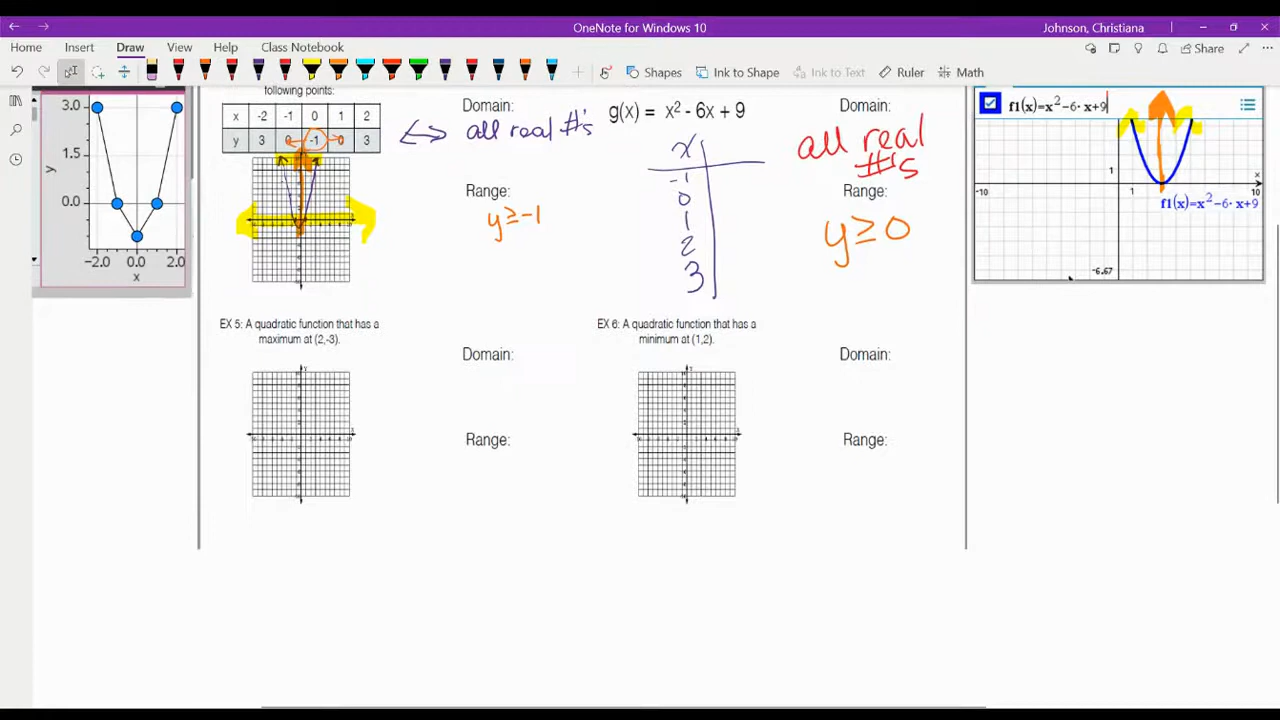 OneNote for Windows 10
Johnson, Christiana
Home Insert Draw View Help Class Notebook
Share
Shapes Ink to Shape Ink to Text Ruler Math
following points:
x -2 -1 0 1 2
y 3 0 -1 0 3
Domain:
all real #'s
Range:
y≥-1
g(x) = x² - 6x + 9
x
-1
0
1
2
3
Domain:
all real
#'s
Range:
y≥0
3.0
1.5
0.0
y
-2.0 0.0 2.0
x
f1(x)=x²-6·x+9
1
x
-10 1 10
f1(x)=x²-6·x+9
-6.67
EX 5: A quadratic function that has a
maximum at (2,-3).
Domain:
Range:
EX 6: A quadratic function that has a
minimum at (1,2).
Domain:
Range: